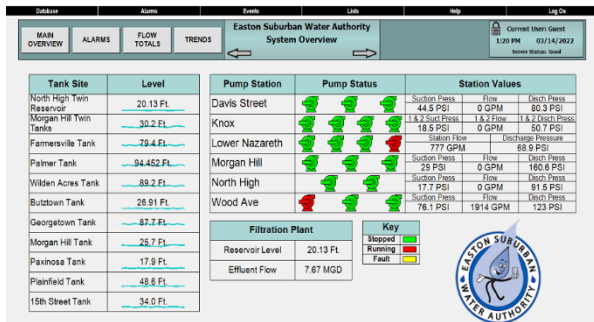 Database Alarms Events Lists Help Log On
MAIN OVERVIEW
ALARMS
FLOW TOTALS
TRENDS
Easton Suburban Water Authority
System Overview
Current User: Guest
1:20 PM 03/14/2022
Server Status: Good
Tank Site Level
North High Twin Reservoir 20.13 Ft.
Morgan Hill Twin Tanks 30.2 Ft.
Farmersville Tank 79.4 Ft.
Palmer Tank 94.452 Ft.
Wilden Acres Tank 89.2 Ft.
Butztown Tank 26.91 Ft.
Georgetown Tank 87.7 Ft.
Morgan Hill Tank 25.7 Ft.
Paxinosa Tank 17.9 Ft.
Plainfield Tank 48.6 Ft.
15th Street Tank 34.0 Ft.
Pump Station Pump Status Station Values
Davis Street
Suction Press Flow Disch Press
44.5 PSI 0 GPM 80.3 PSI
Knox
1 & 2 Suct Press 1 & 2 Flow 1 & 2 Disch Press
18.5 PSI 0 GPM 50.7 PSI
Lower Nazareth
Station Flow Discharge Pressure
777 GPM 68.9 PSI
Morgan Hill
Suction Press Flow Disch Press
29 PSI 0 GPM 160.6 PSI
North High
Suction Press Flow Disch Press
17.7 PSI 0 GPM 91.5 PSI
Wood Ave
Suction Press Flow Disch Press
76.1 PSI 1914 GPM 123 PSI
Filtration Plant
Reservoir Level 20.13 Ft.
Effluent Flow 7.67 MGD
Key
Stopped
Running
Fault
EASTON SUBURBAN
WATER AUTHORITY